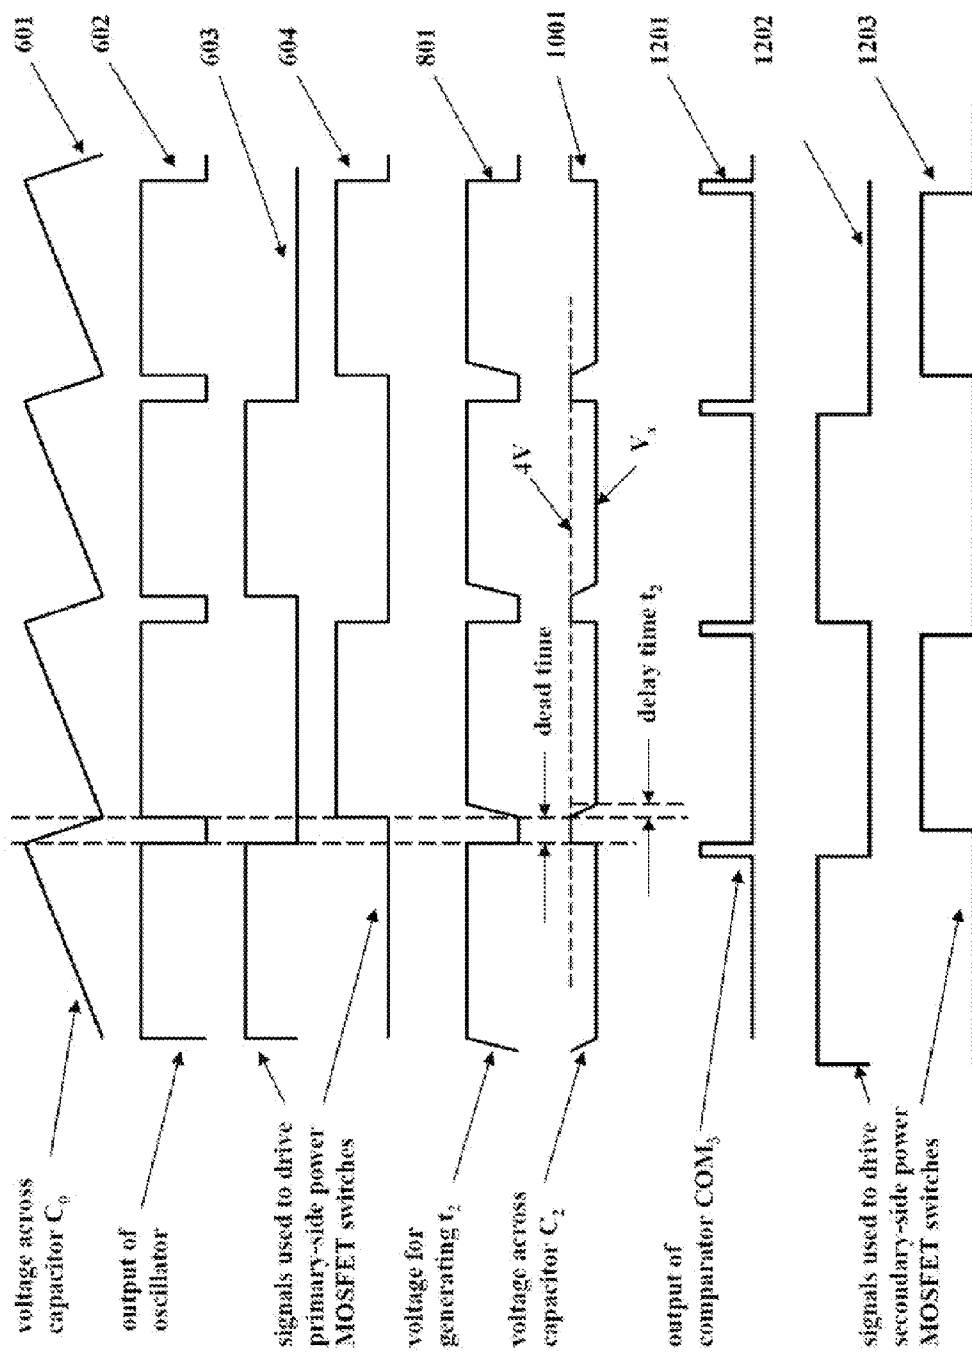 voltage across
capacitor C0
601
output of
oscillator
602
signals used to drive
primary-side power
MOSFET switches
603
604
voltage for
generating t2
801
voltage across
capacitor C2
1001
dead time
4V
delay time t2
Vx
output of
comparator COM3
1201
1202
signals used to drive
secondary-side power
MOSFET switches
1203